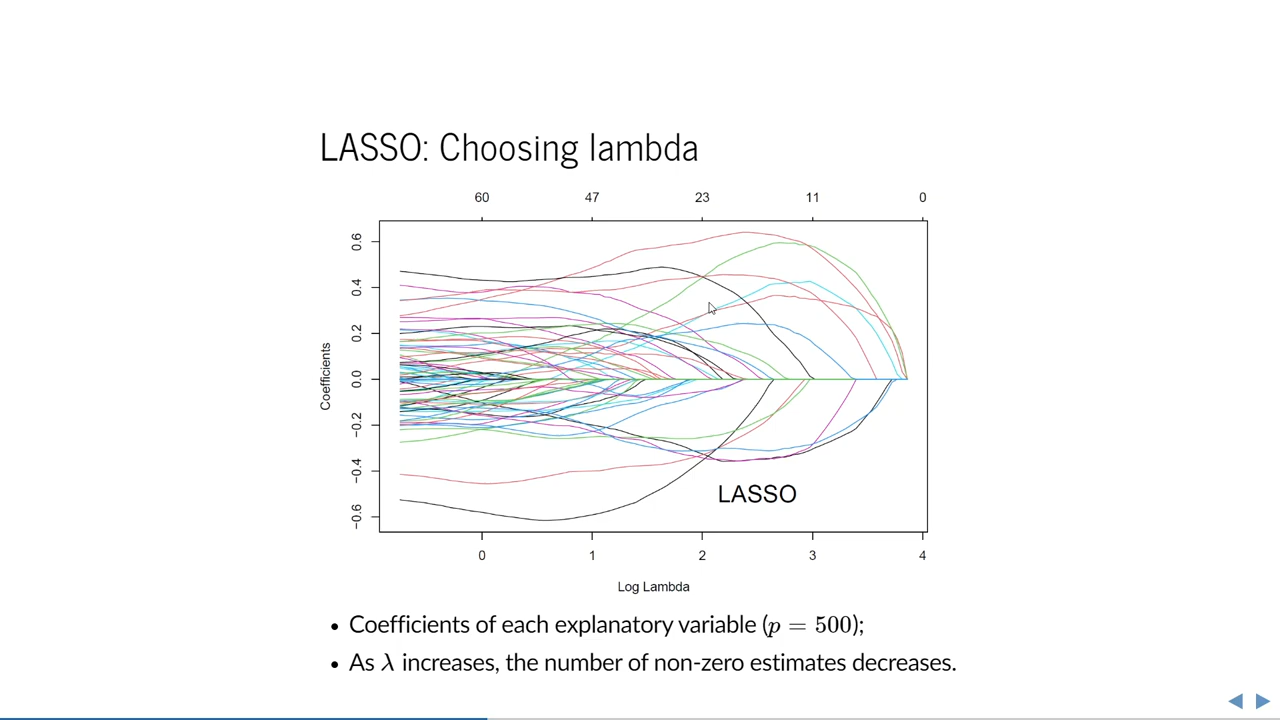 LASSO: Choosing lambda
60 47 23 11 0
0.6
0.4
0.2
0.0
−0.2
−0.4
−0.6
Coefficients
LASSO
0 1 2 3 4
Log Lambda
• Coefficients of each explanatory variable (p = 500);
• As λ increases, the number of non-zero estimates decreases.